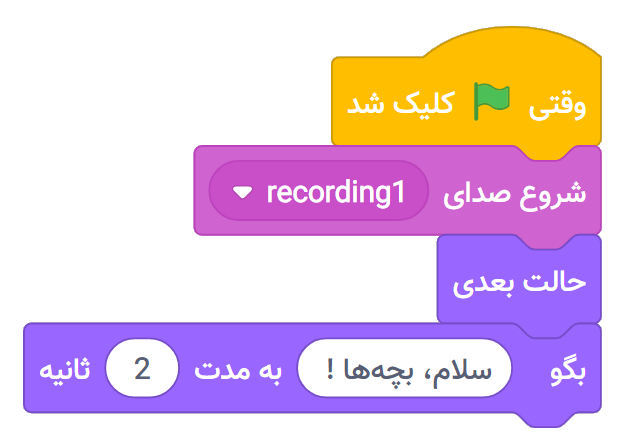 وقتی کلیک شد
شروع صدای recording1
حالت بعدی
بگو سلام، بچه‌ها ! به مدت 2 ثانیه